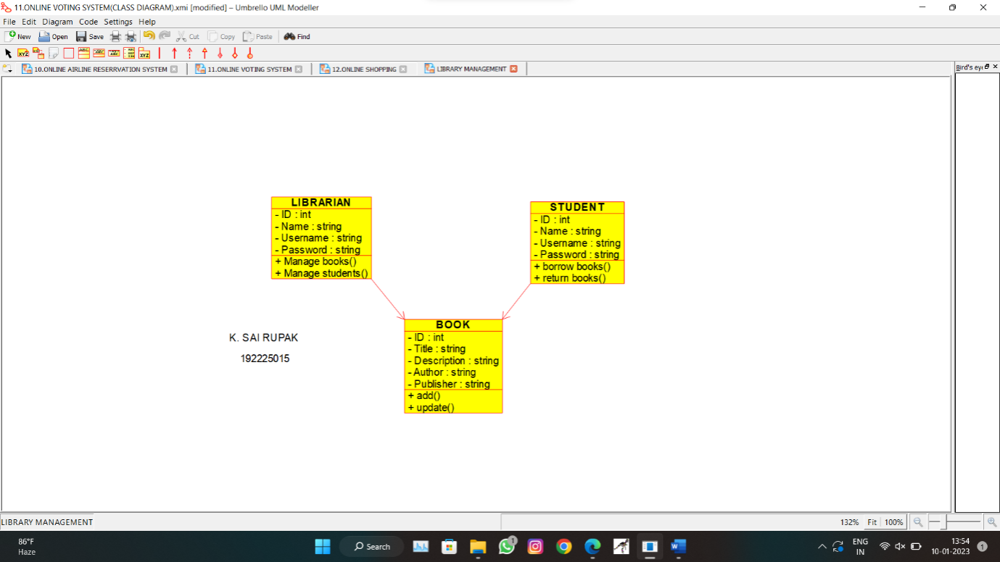 11.ONLINE VOTING SYSTEM(CLASS DIAGRAM).xmi [modified] – Umbrello UML Modeller
File Edit Diagram Code Settings Help
New Open Save Cut Copy Paste Find
10.ONLINE AIRLINE RESERRVATION SYSTEM 11.ONLINE VOTING SYSTEM 12.ONLINE SHOPPING LIBRARY MANAGEMENT Bird's eye
LIBRARIAN
- ID : int
- Name : string
- Username : string
- Password : string
+ Manage books()
+ Manage students()
STUDENT
- ID : int
- Name : string
- Username : string
- Password : string
+ borrow books()
+ return books()
K. SAI RUPAK
192225015
BOOK
- ID : int
- Title : string
- Description : string
- Author : string
- Publisher : string
+ add()
+ update()
LIBRARY MANAGEMENT 132% Fit 100%
86°F
Haze
Search
1
ENG
IN
13:54
10-01-2023
1